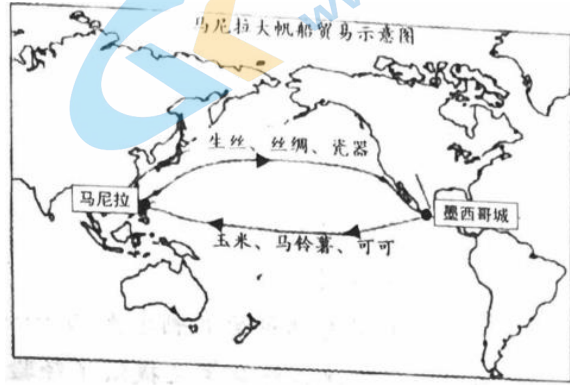 马尼拉大帆船贸易示意图
生丝、丝绸、瓷器
马尼拉
墨西哥城
玉米、马铃薯、可可